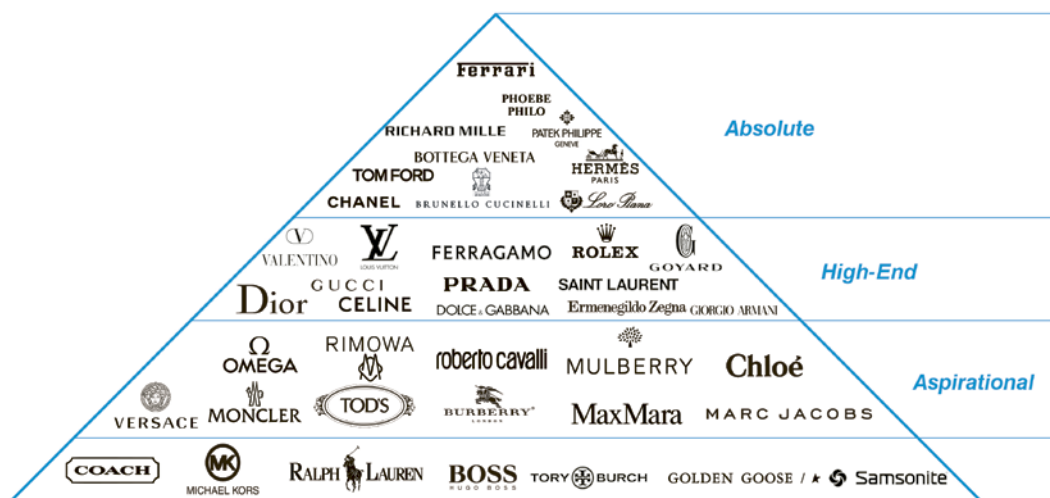 Ferrari
PHOEBE
PHILO
RICHARD MILLE
PATEK PHILIPPE
GENEVE
Absolute
BOTTEGA VENETA
HERMÈS
PARIS
TOM FORD
CHANEL
BRUNELLO CUCINELLI
Loro Piana
V
VALENTINO
LV
LOUIS VUITTON
FERRAGAMO
ROLEX
GOYARD
High-End
GUCCI
PRADA
SAINT LAURENT
Dior
CELINE
DOLCE & GABBANA
Ermenegildo Zegna
GIORGIO ARMANI
Ω
OMEGA
RIMOWA
roberto cavalli
MULBERRY
Chloé
Aspirational
VERSACE
MONCLER
TOD'S
BURBERRY
LONDON
MaxMara
MARC JACOBS
COACH
MK
MICHAEL KORS
RALPH LAUREN
BOSS
HUGO BOSS
TORY BURCH
GOLDEN GOOSE /
Samsonite